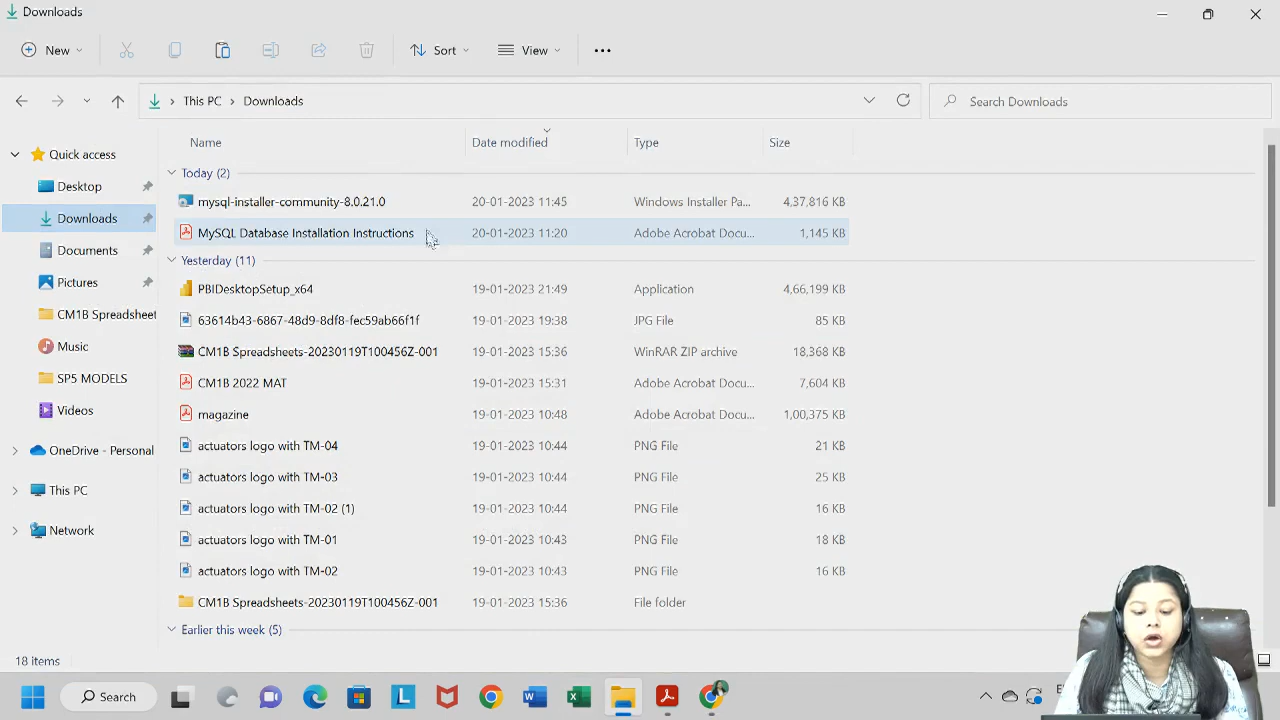 Downloads
New
Sort
View
This PC > Downloads
Search Downloads
Name
Date modified
Type
Size
Quick access
Desktop
Downloads
Documents
Pictures
CM1B Spreadsheet
Music
SP5 MODELS
Videos
OneDrive - Personal
This PC
Network
Today (2)
mysql-installer-community-8.0.21.0 20-01-2023 11:45 Windows Installer Pa... 4,37,816 KB
MySQL Database Installation Instructions 20-01-2023 11:20 Adobe Acrobat Docu... 1,145 KB
Yesterday (11)
PBIDesktopSetup_x64 19-01-2023 21:49 Application 4,66,199 KB
63614b43-6867-48d9-8df8-fec59ab66f1f 19-01-2023 19:38 JPG File 85 KB
CM1B Spreadsheets-20230119T100456Z-001 19-01-2023 15:36 WinRAR ZIP archive 18,368 KB
CM1B 2022 MAT 19-01-2023 15:31 Adobe Acrobat Docu... 7,604 KB
magazine 19-01-2023 10:48 Adobe Acrobat Docu... 1,00,375 KB
actuators logo with TM-04 19-01-2023 10:44 PNG File 21 KB
actuators logo with TM-03 19-01-2023 10:44 PNG File 25 KB
actuators logo with TM-02 (1) 19-01-2023 10:44 PNG File 16 KB
actuators logo with TM-01 19-01-2023 10:43 PNG File 18 KB
actuators logo with TM-02 19-01-2023 10:43 PNG File 16 KB
CM1B Spreadsheets-20230119T100456Z-001 19-01-2023 15:36 File folder
Earlier this week (5)
18 items
Search